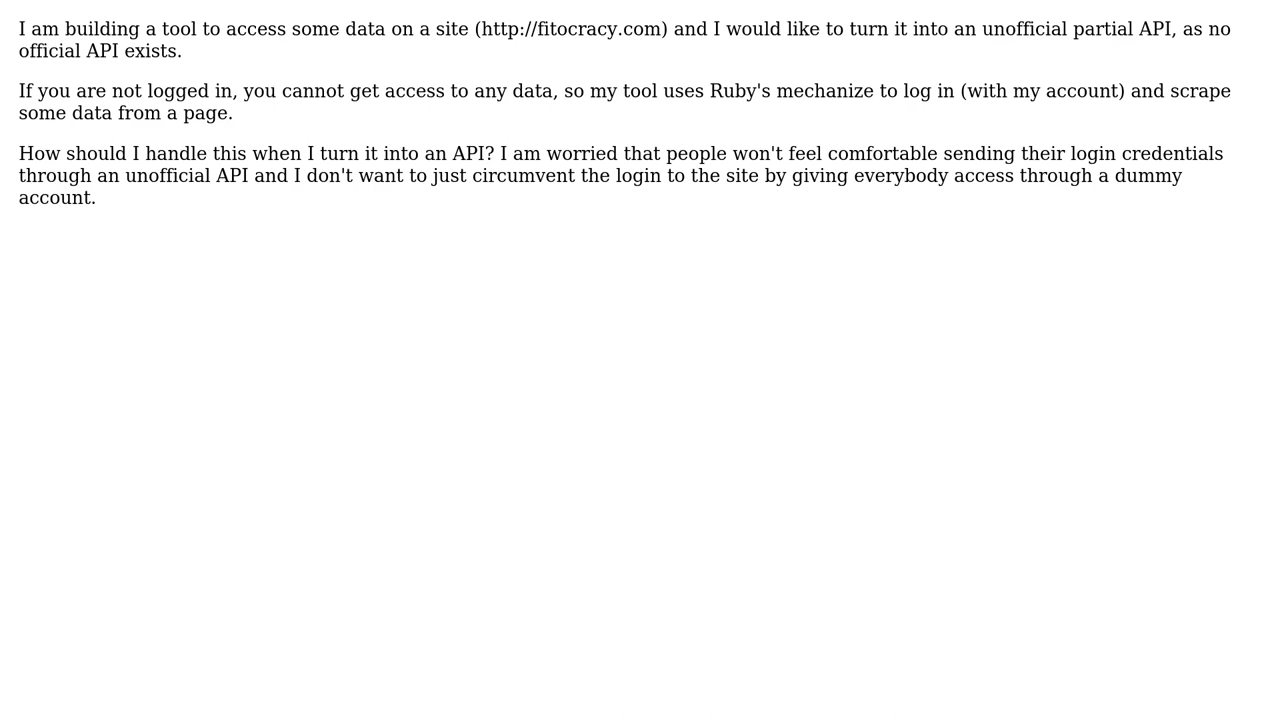 I am building a tool to access some data on a site (http://fitocracy.com) and I would like to turn it into an unofficial partial API, as no
official API exists.
If you are not logged in, you cannot get access to any data, so my tool uses Ruby's mechanize to log in (with my account) and scrape
some data from a page.
How should I handle this when I turn it into an API? I am worried that people won't feel comfortable sending their login credentials
through an unofficial API and I don't want to just circumvent the login to the site by giving everybody access through a dummy
account.